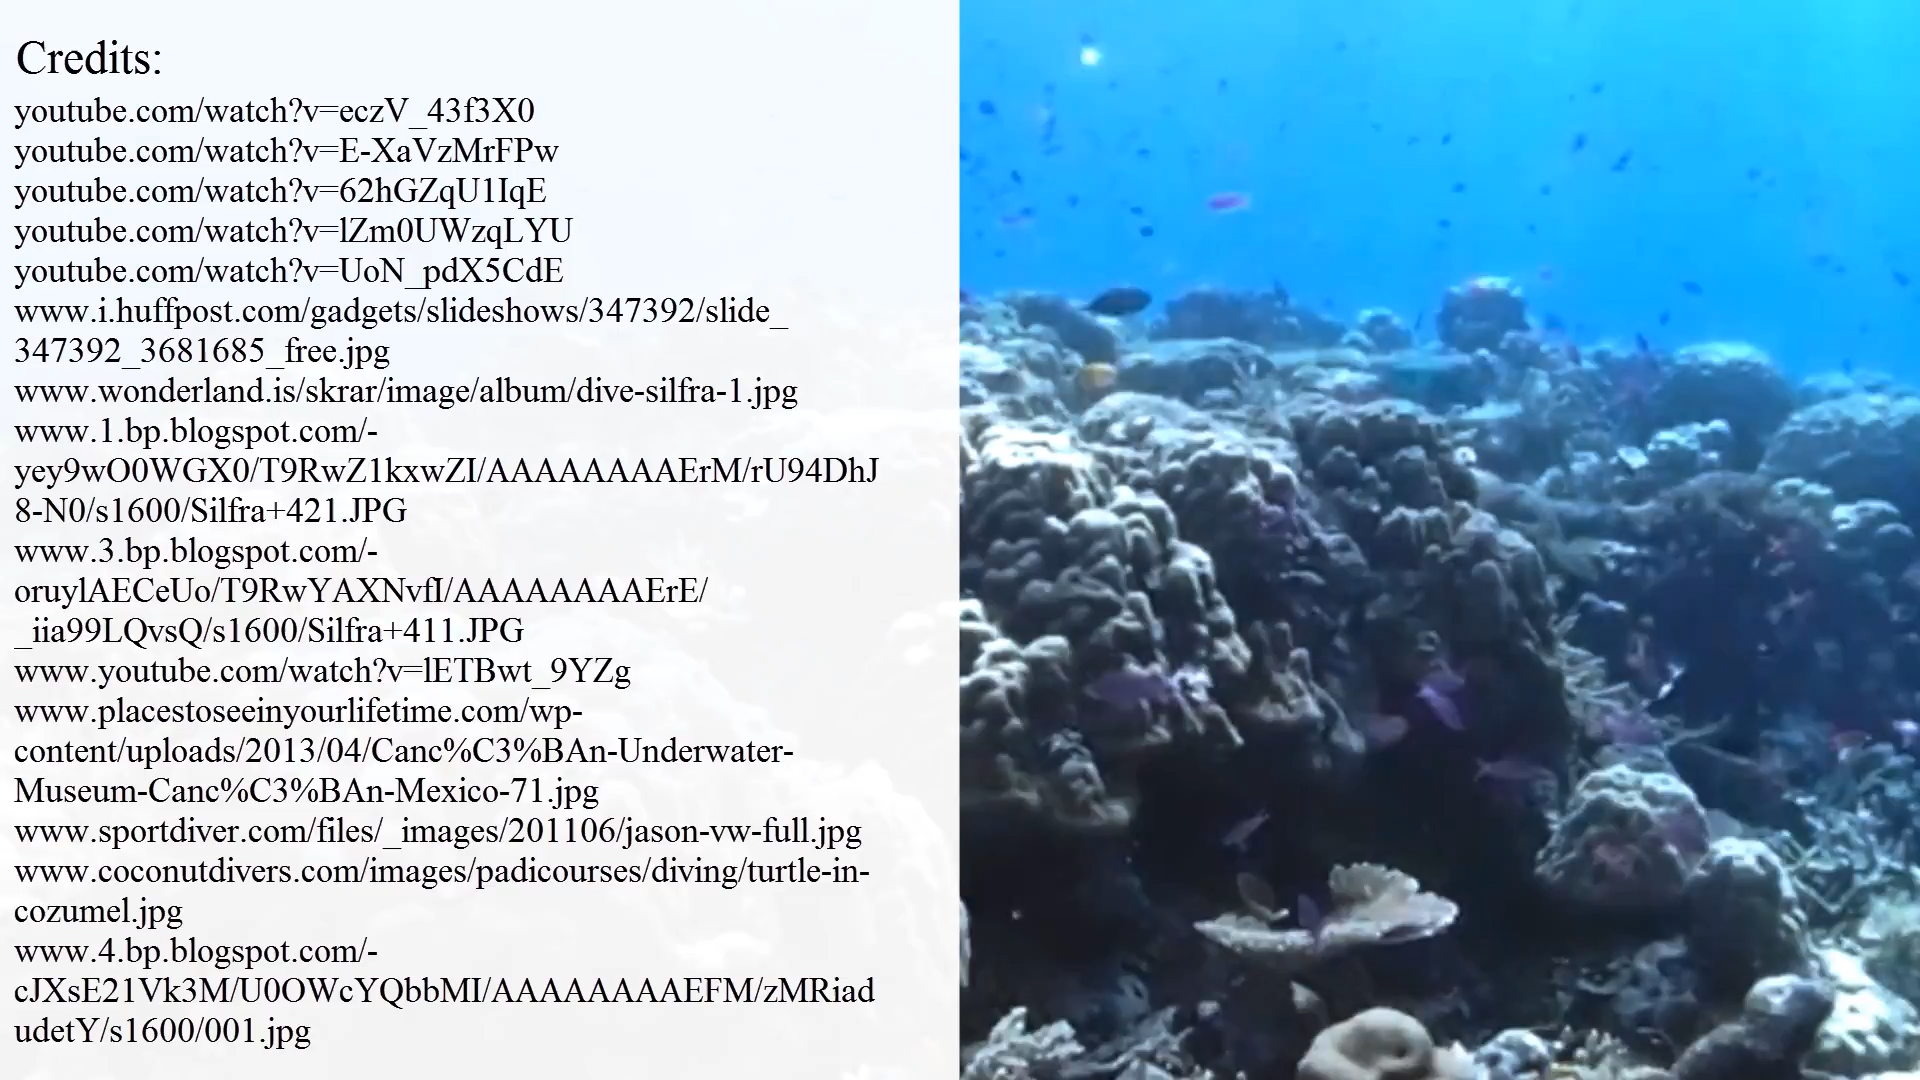 Credits:
youtube.com/watch?v=eczV_43f3X0
youtube.com/watch?v=E-XaVzMrFPw
youtube.com/watch?v=62hGZqU1IqE
youtube.com/watch?v=lZm0UWzqLYU
youtube.com/watch?v=UoN_pdX5CdE
www.i.huffpost.com/gadgets/slideshows/347392/slide_
347392_3681685_free.jpg
www.wonderland.is/skrar/image/album/dive-silfra-1.jpg
www.1.bp.blogspot.com/-
yey9wO0WGX0/T9RwZ1kxwZI/AAAAAAAAErM/rU94DhJ
8-N0/s1600/Silfra+421.JPG
www.3.bp.blogspot.com/-
oruylAECeUo/T9RwYAXNvfI/AAAAAAAAErE/
_iia99LQvsQ/s1600/Silfra+411.JPG
www.youtube.com/watch?v=lETBwt_9YZg
www.placestoseeinyourlifetime.com/wp-
content/uploads/2013/04/Canc%C3%BAn-Underwater-
Museum-Canc%C3%BAn-Mexico-71.jpg
www.sportdiver.com/files/_images/201106/jason-vw-full.jpg
www.coconutdivers.com/images/padicourses/diving/turtle-in-
cozumel.jpg
www.4.bp.blogspot.com/-
cJXsE21Vk3M/U0OWcYQbbMI/AAAAAAAAEFM/zMRiad
udetY/s1600/001.jpg